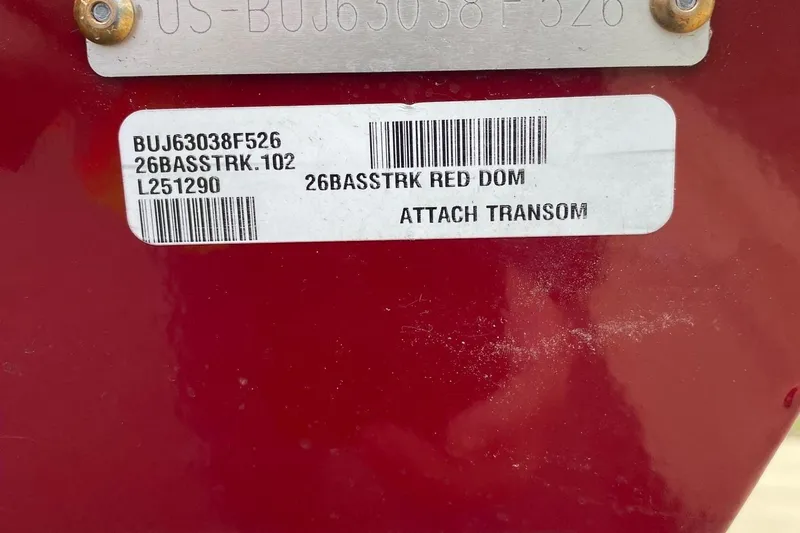 US-BUJ63038F526
BUJ63038F526
26BASSTRK.102
L251290
26BASSTRK RED DOM
ATTACH TRANSOM